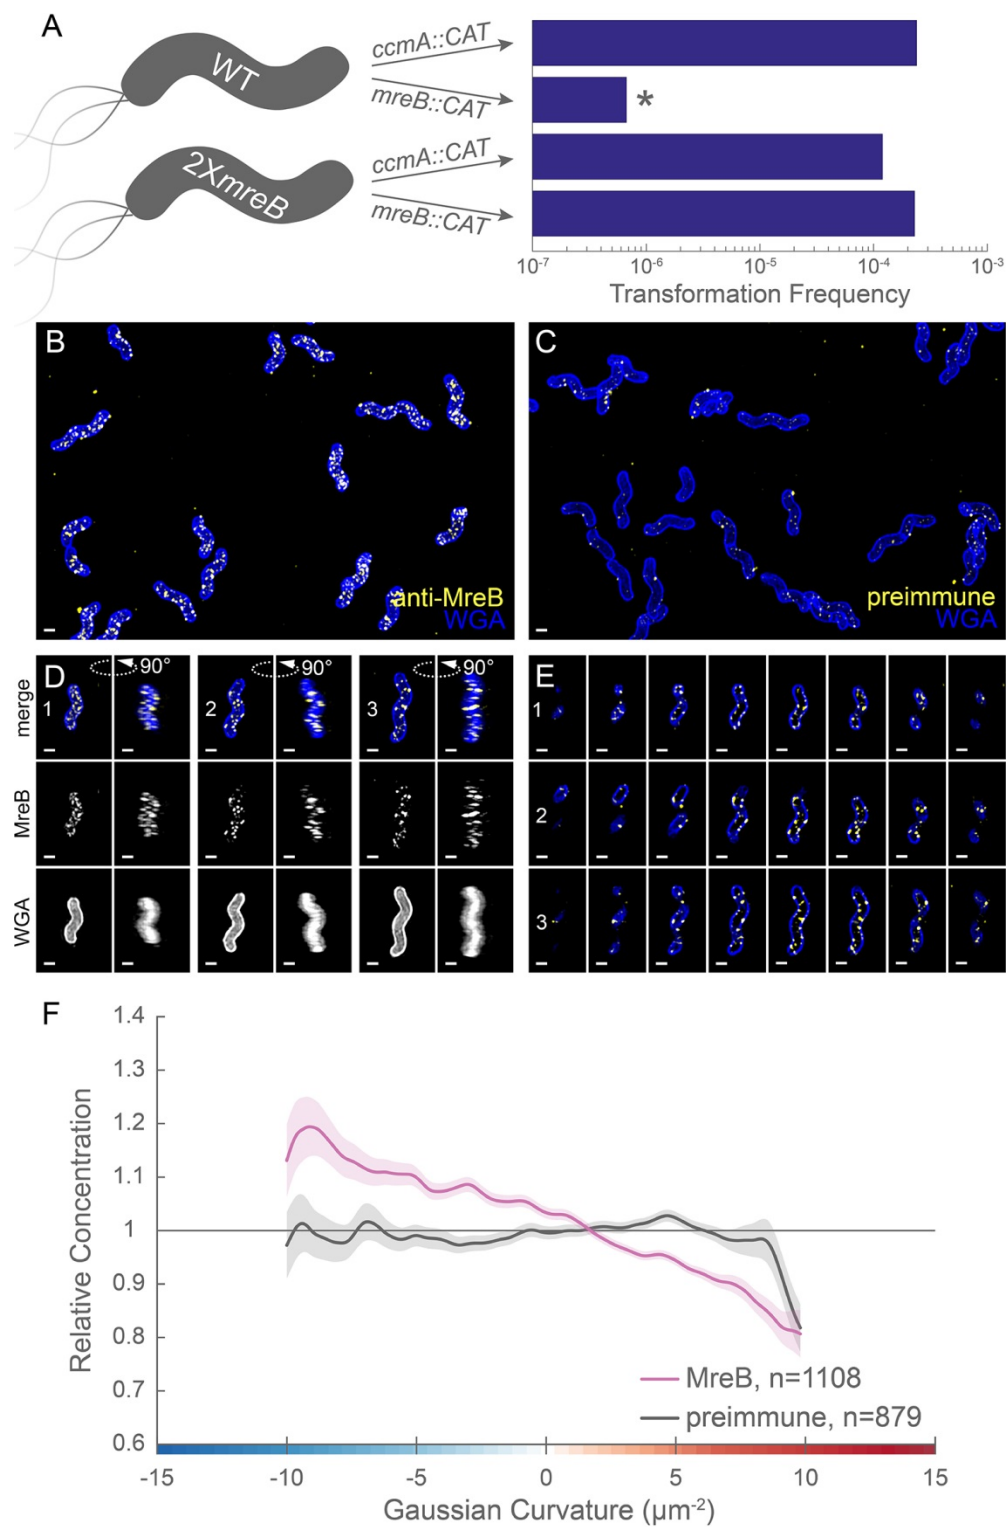 A
WT
ccmA::CAT
mreB::CAT
*
2XmreB
ccmA::CAT
mreB::CAT
10-7 10-6 10-5 10-4 10-3
Transformation Frequency
B
anti-MreB
WGA
C
preimmune
WGA
D
merge
MreB
WGA
1
90°
2
90°
3
90°
E
1
2
3
F
Relative Concentration
1.4
1.3
1.2
1.1
1
0.9
0.8
0.7
0.6
MreB, n=1108
preimmune, n=879
-15 -10 -5 0 5 10 15
Gaussian Curvature (µm-2)